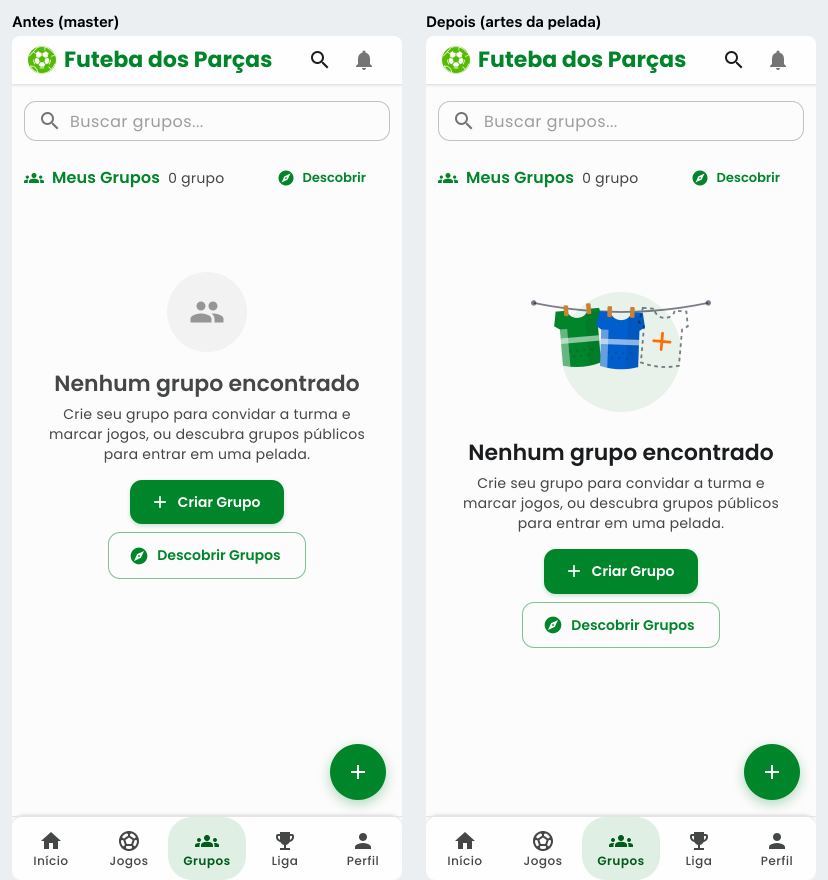 Antes (master)
Futeba dos Parças
Buscar grupos...
Meus Grupos 0 grupo Descobrir
Nenhum grupo encontrado
Crie seu grupo para convidar a turma e
marcar jogos, ou descubra grupos públicos
para entrar em uma pelada.
+ Criar Grupo
Descobrir Grupos
+
Início Jogos Grupos Liga Perfil
Depois (artes da pelada)
Futeba dos Parças
Buscar grupos...
Meus Grupos 0 grupo Descobrir
Nenhum grupo encontrado
Crie seu grupo para convidar a turma e
marcar jogos, ou descubra grupos públicos
para entrar em uma pelada.
+ Criar Grupo
Descobrir Grupos
+
Início Jogos Grupos Liga Perfil